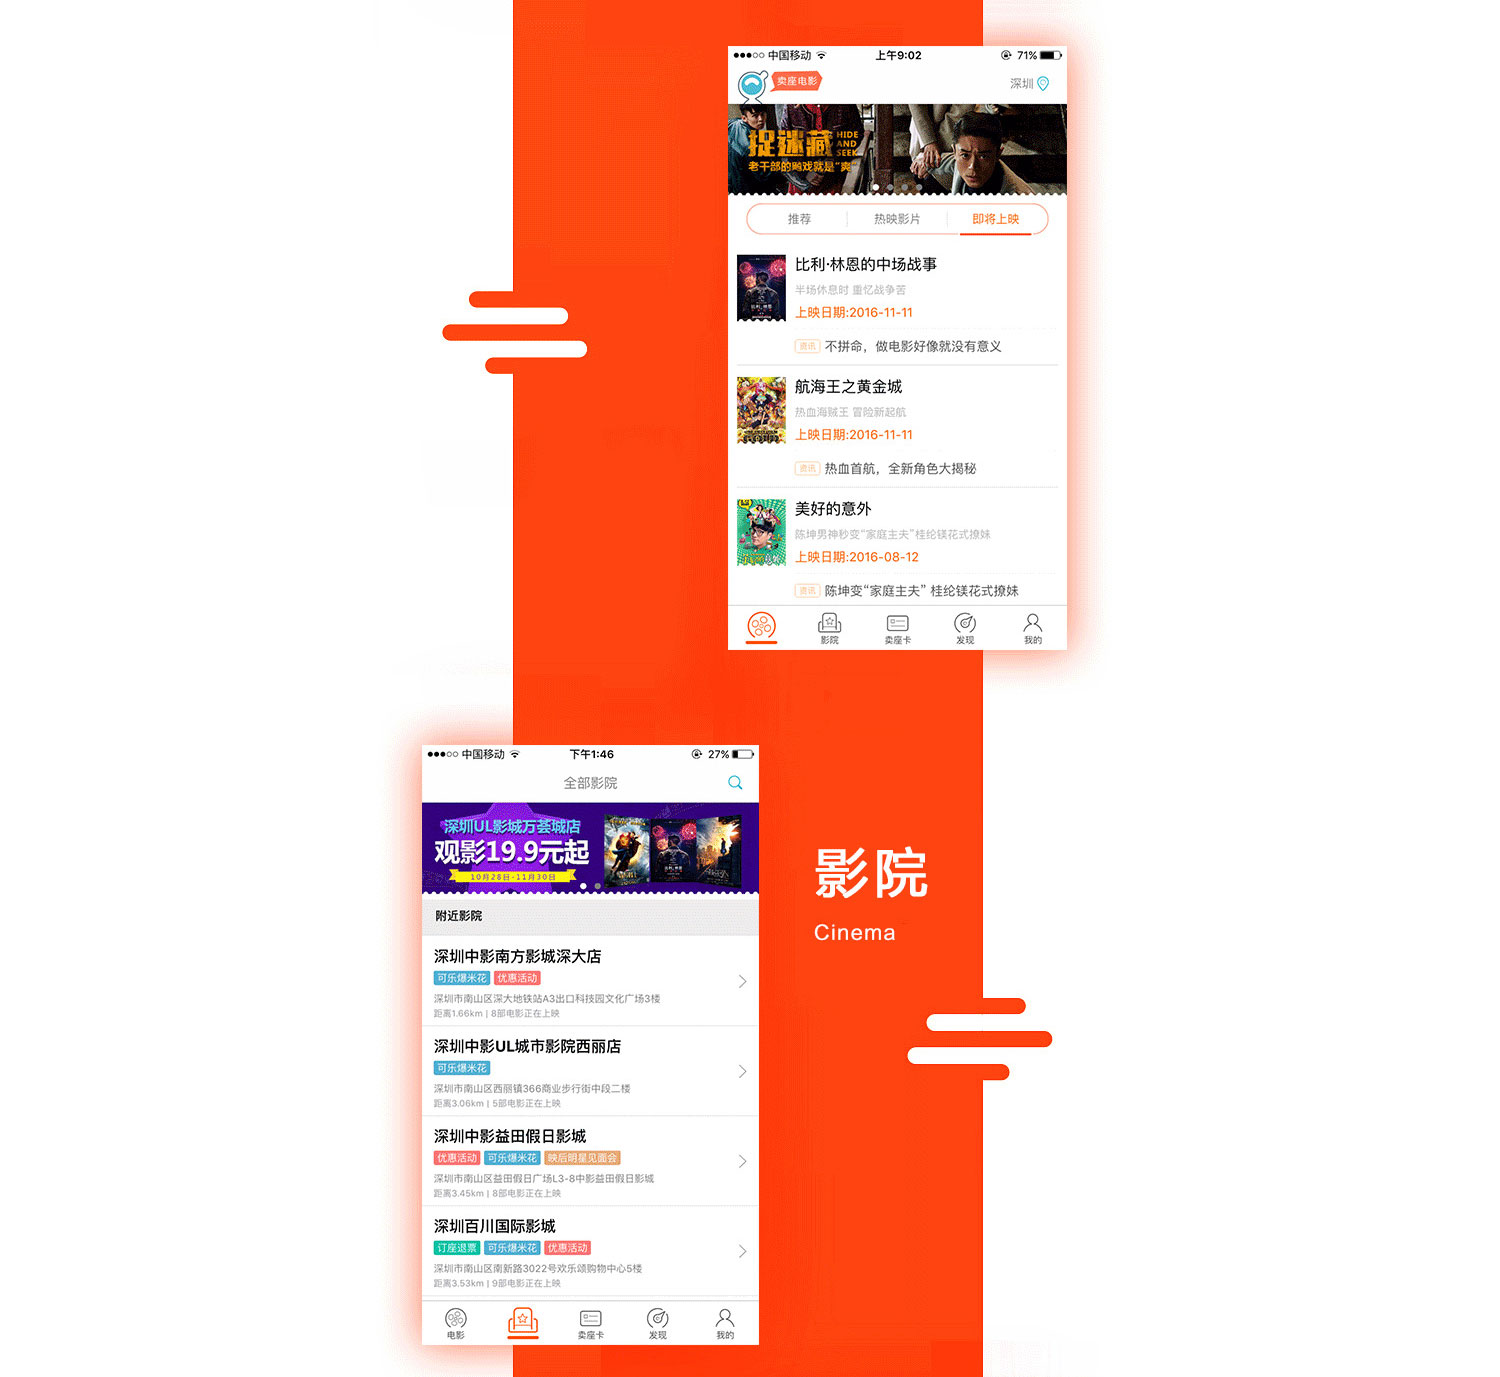 中国移动 上午9:02 71%
卖座电影 深圳
捉迷藏 HIDE AND SEEK
老干部的嗨戏就是“爽”
推荐 热映影片 即将上映
比利·林恩的中场战事
半场休息时 重忆战争苦
上映日期:2016-11-11
资讯 不拼命，做电影好像就没有意义
航海王之黄金城
热血海贼王 冒险新起航
上映日期:2016-11-11
资讯 热血首航，全新角色大揭秘
美好的意外
陈坤男神秒变“家庭主夫”桂纶镁花式撩妹
上映日期:2016-08-12
资讯 陈坤变“家庭主夫” 桂纶镁花式撩妹
影院 卖座卡 发现 我的
中国移动 下午1:46 27%
全部影院
深圳UL影城万荟城店
观影19.9元起
10月28日-11月30日
附近影院
深圳中影南方影城深大店
可乐爆米花 优惠活动
深圳市南山区深大地铁站A3出口科技园文化广场3楼
距离1.66km | 8部电影正在上映
深圳中影UL城市影院西丽店
可乐爆米花
深圳市南山区西丽镇366商业步行街中段二楼
距离3.06km | 5部电影正在上映
深圳中影益田假日影城
优惠活动 可乐爆米花 映后明星见面会
深圳市南山区益田假日广场L3-8中影益田假日影城
距离3.45km | 8部电影正在上映
深圳百川国际影城
订座退票 可乐爆米花 优惠活动
深圳市南山区南新路3022号欢乐颂购物中心5楼
距离3.53km | 9部电影正在上映
电影 卖座卡 发现 我的
影院
Cinema